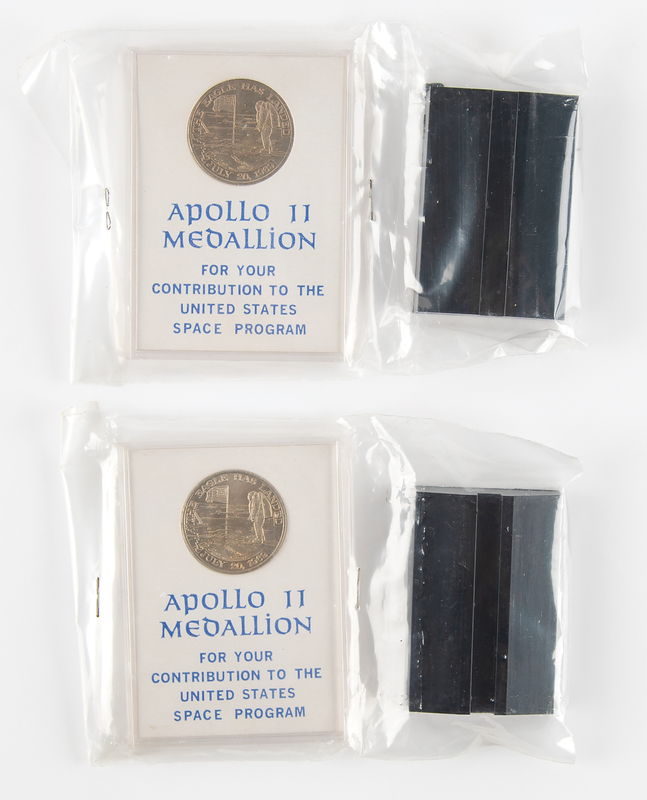 THE EAGLE HAS LANDED
JULY 20, 1969
APOLLO 11
MEDALLION
FOR YOUR
CONTRIBUTION TO THE
UNITED STATES
SPACE PROGRAM
THE EAGLE HAS LANDED
JULY 20, 1969
APOLLO 11
MEDALLION
FOR YOUR
CONTRIBUTION TO THE
UNITED STATES
SPACE PROGRAM